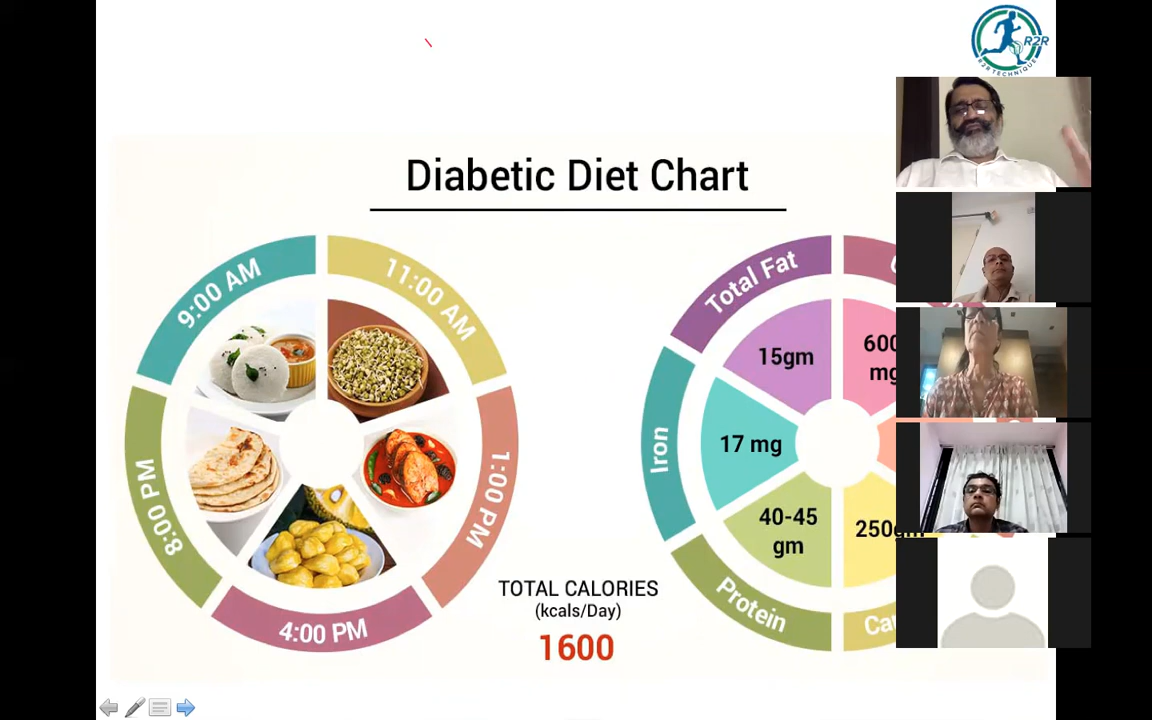 R2R
R2R TECHNIQUE
Diabetic Diet Chart
9:00 AM
11:00 AM
1:00 PM
4:00 PM
8:00 PM
TOTAL CALORIES
(kcals/Day)
1600
Total Fat
15gm
600
mg
Iron
17 mg
40-45
gm
Protein
250gm
Ca